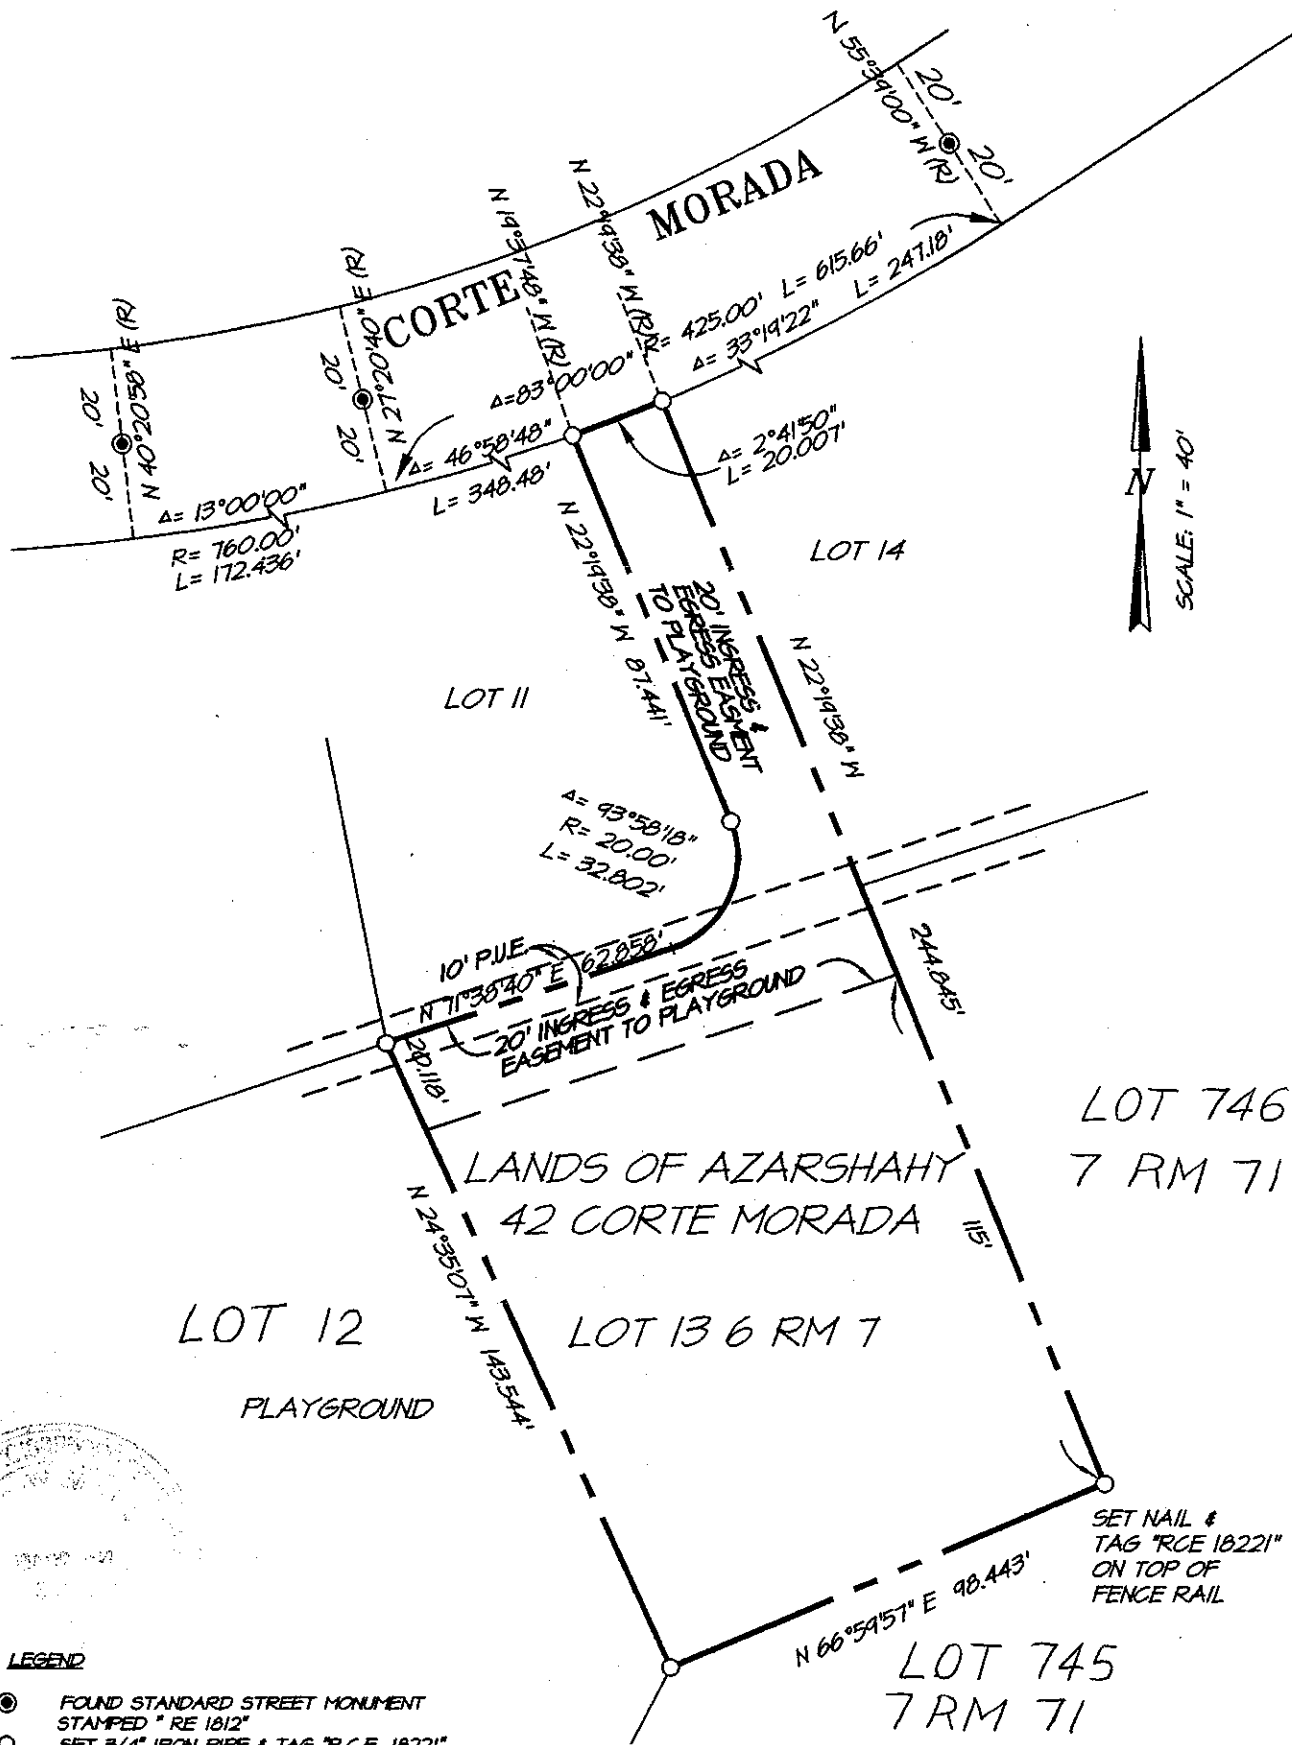 N 55°39'00" W (R)
20'
20'
MORADA
CORTE
N 22°19'38" W (R)
N 19°37'48" W (R)
N 27°20'40" E (R)
20'
20'
N 40°20'58" E (R)
20'
20'
R= 425.00' L= 615.66'
Δ= 33°19'22" L= 247.18'
Δ=83°00'00"
Δ= 46°58'48"
L= 348.48'
Δ= 2°41'50"
L= 20.007'
Δ= 13°00'00"
R= 760.00'
L= 172.436'
N
SCALE: 1" = 40'
LOT 14
N 22°19'38" W 87.441'
20' INGRESS &
EGRESS EASMENT
TO PLAYGROUND
N 22°19'38" W
244.845'
LOT 11
Δ= 93°58'18"
R= 20.00'
L= 32.802'
10' P.U.E.
N 71°38'40" E 62.858'
20' INGRESS & EGRESS
EASEMENT TO PLAYGROUND
20.118'
LOT 746
7 RM 71
LANDS OF AZARSHAHY
42 CORTE MORADA
115'
N 24°35'07" W 143.544'
LOT 12
PLAYGROUND
LOT 13 6 RM 7
SET NAIL &
TAG "RCE 18221"
ON TOP OF
FENCE RAIL
N 66°59'57" E 98.443'
LOT 745
7 RM 71
LEGEND
FOUND STANDARD STREET MONUMENT
STAMPED " RE 1812"
SET 3/4" IRON PIPE & TAG "R.C.E. 18221"